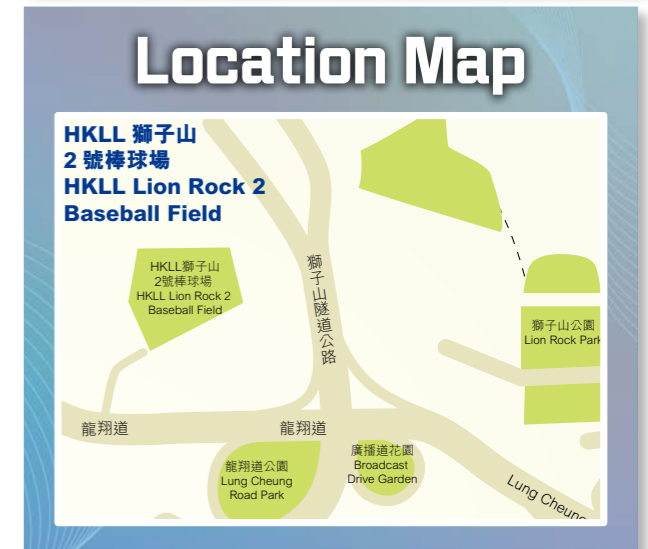 Location Map
HKLL 獅子山
2 號棒球場
HKLL Lion Rock 2
Baseball Field
HKLL獅子山
2號棒球場
HKLL Lion Rock 2
Baseball Field
獅子山隧道公路
獅子山公園
Lion Rock Park
龍翔道
龍翔道
龍翔道公園
Lung Cheung
Road Park
廣播道花園
Broadcast
Drive Garden
Lung Cheung